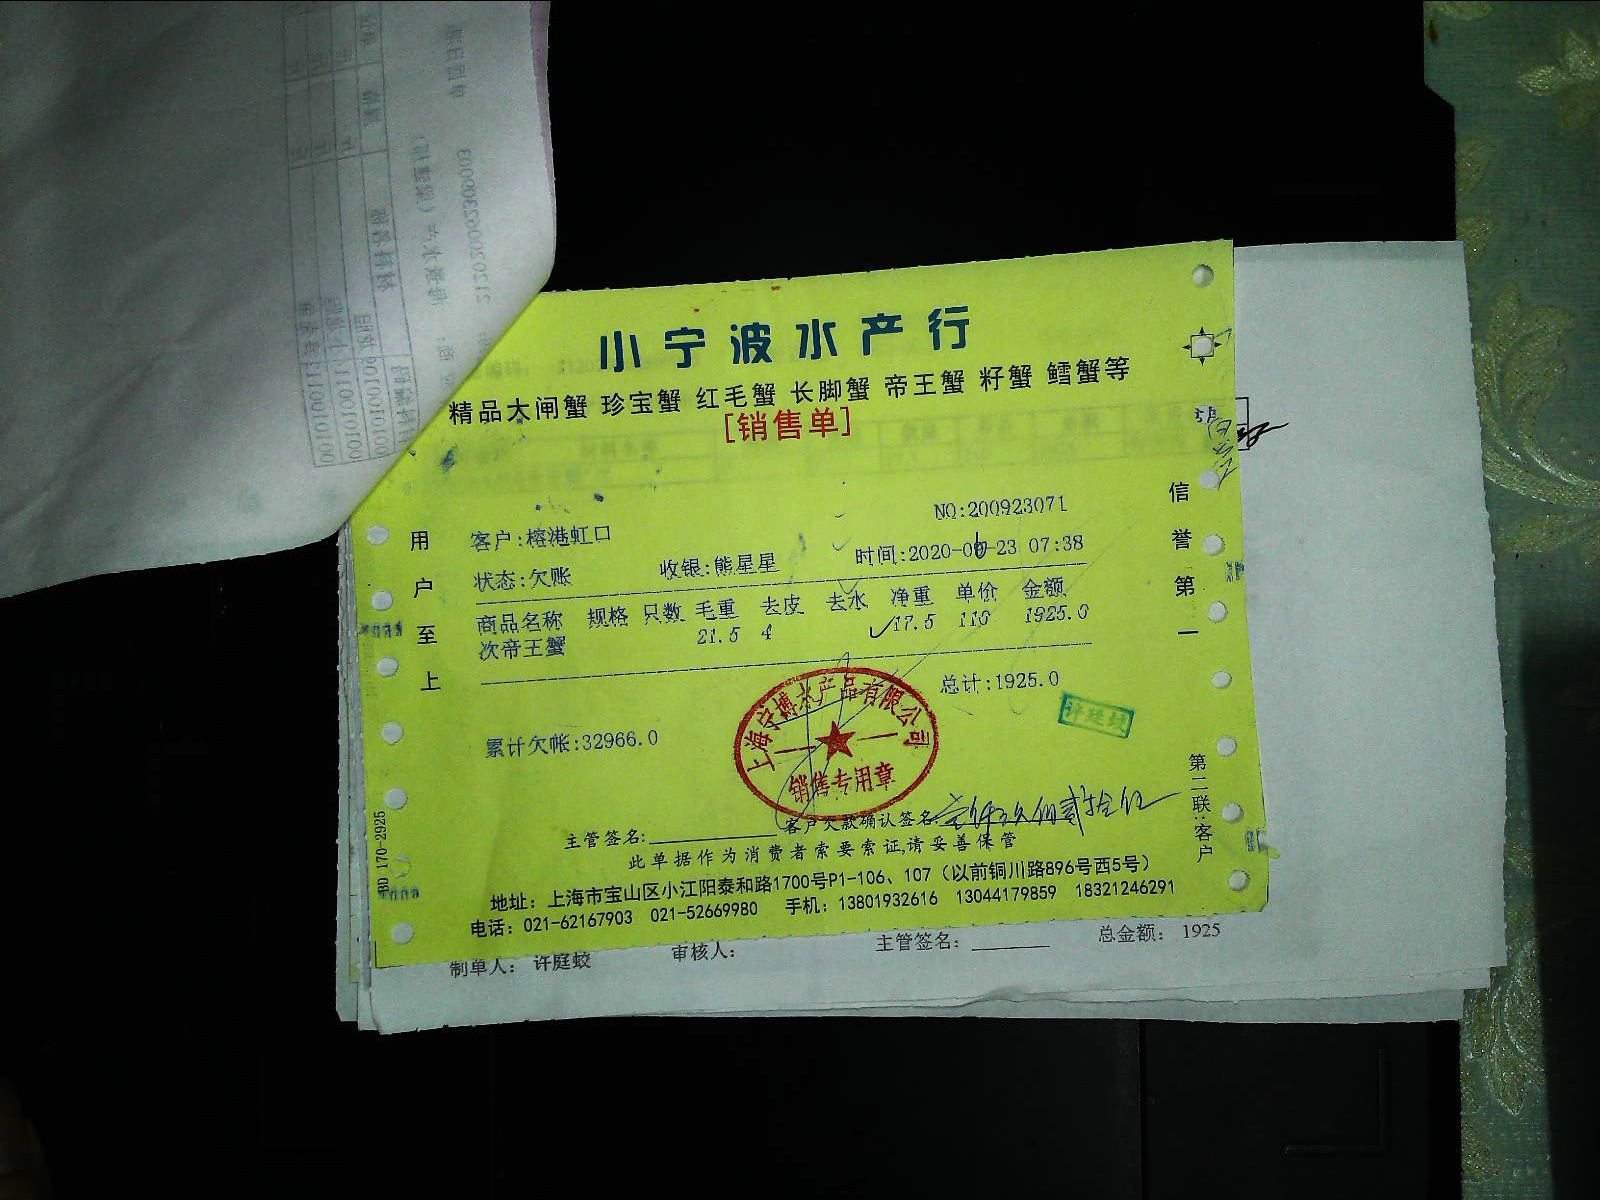 小宁波水产行
精品大闸蟹 珍宝蟹 红毛蟹 长脚蟹 帝王蟹 籽蟹 鳕蟹等
[销售单]
NO:200923071
客户:榕港虹口
状态:欠账 收银:熊星星 时间:2020-09-23 07:38
商品名称 规格 只数 毛重 去皮 去水 净重 单价 金额
次帝王蟹 21.5 4 17.5 110 1925.0
总计:1925.0
累计欠帐:32966.0
上海宁博水产品有限公司
销售专用章
许庭蛟
主管签名: 客户欠款确认签名:
此单据作为消费者索要索证,请妥善保管
地址：上海市宝山区小江阳泰和路1700号P1-106、107（以前铜川路896号西5号）
电话：021-62167903 021-52669980 手机：13801932616 13044179859 18321246291
用户至上
信誉第一
第二联:客户
BD 170-2925
制单人： 许庭蛟 审核人： 主管签名： 总金额： 1925